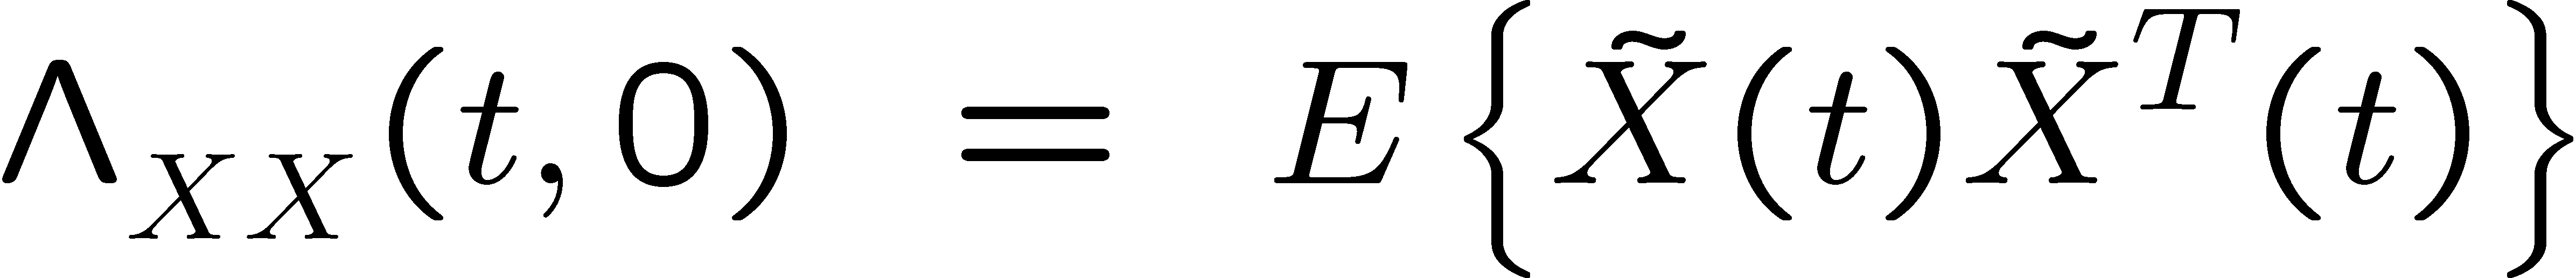 Λ_{XX}(t, 0) = E{X̃(t)X̃^T(t)}